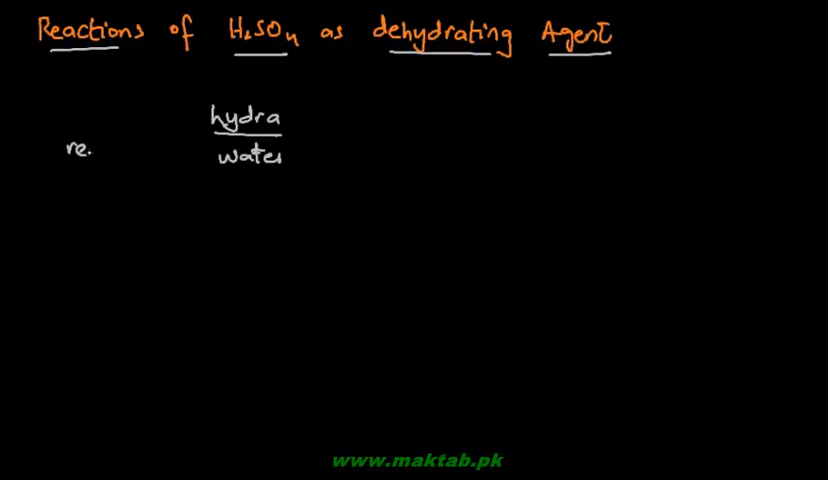 Reactions of H₂SO₄ as dehydrating Agent
hydra
re.
water
www.maktab.pk